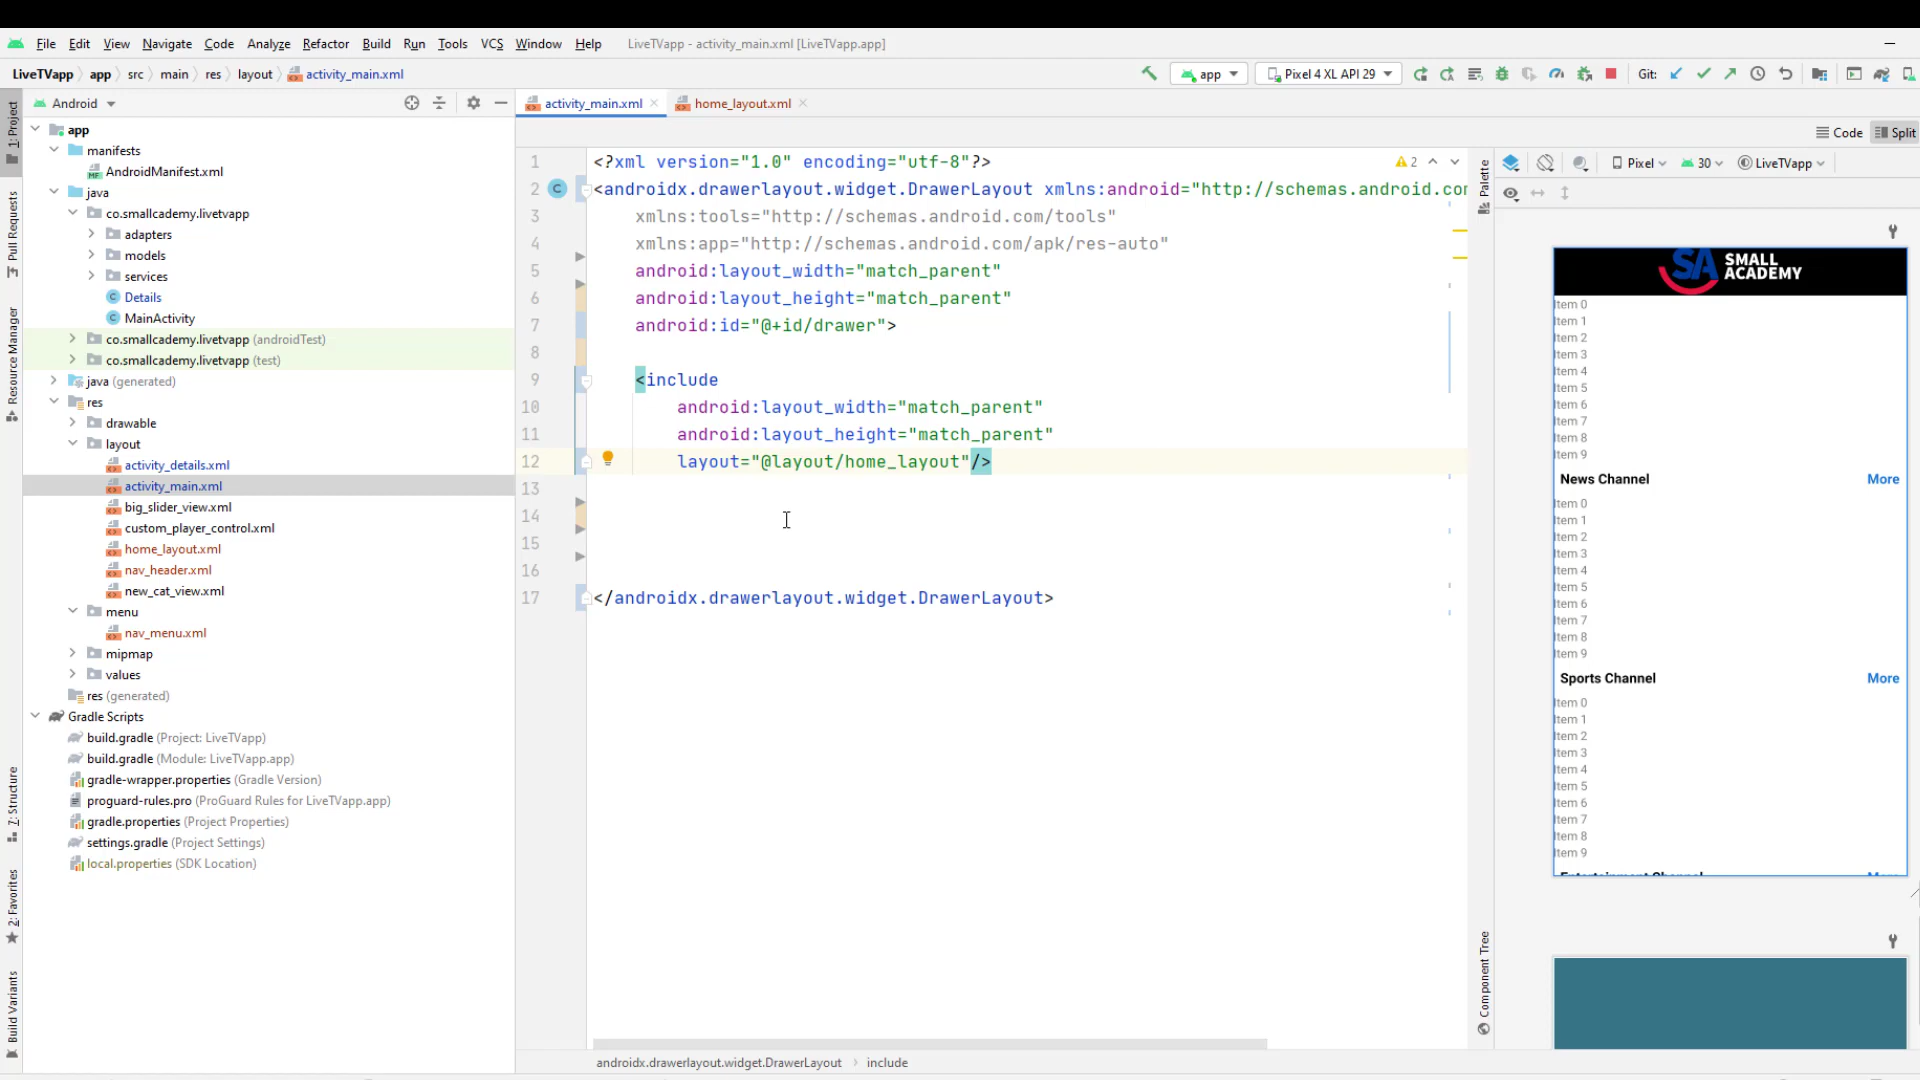 File Edit View Navigate Code Analyze Refactor Build Run Tools VCS Window Help LiveTVapp - activity_main.xml [LiveTVapp.app]
LiveTVapp app src main res layout activity_main.xml app Pixel 4 XL API 29 Git:
Android activity_main.xml home_layout.xml
Code Split
1: Project
Pull Requests
Resource Manager
7: Structure
2: Favorites
Build Variants
app
manifests
AndroidManifest.xml
java
co.smallcademy.livetvapp
adapters
models
services
Details
MainActivity
co.smallcademy.livetvapp (androidTest)
co.smallcademy.livetvapp (test)
java (generated)
res
drawable
layout
activity_details.xml
activity_main.xml
big_slider_view.xml
custom_player_control.xml
home_layout.xml
nav_header.xml
new_cat_view.xml
menu
nav_menu.xml
mipmap
values
res (generated)
Gradle Scripts
build.gradle (Project: LiveTVapp)
build.gradle (Module: LiveTVapp.app)
gradle-wrapper.properties (Gradle Version)
proguard-rules.pro (ProGuard Rules for LiveTVapp.app)
gradle.properties (Project Properties)
settings.gradle (Project Settings)
local.properties (SDK Location)
1 <?xml version="1.0" encoding="utf-8"?> 2
2 C <androidx.drawerlayout.widget.DrawerLayout xmlns:android="http://schemas.android.co
3 xmlns:tools="http://schemas.android.com/tools"
4 xmlns:app="http://schemas.android.com/apk/res-auto"
5 android:layout_width="match_parent"
6 android:layout_height="match_parent"
7 android:id="@+id/drawer">
8
9 <include
10 android:layout_width="match_parent"
11 android:layout_height="match_parent"
12 layout="@layout/home_layout"/>
13
14
15
16
17 </androidx.drawerlayout.widget.DrawerLayout>
androidx.drawerlayout.widget.DrawerLayout include
Palette
Component Tree
Pixel 30 LiveTVapp
SA SMALL
ACADEMY
Item 0
Item 1
Item 2
Item 3
Item 4
Item 5
Item 6
Item 7
Item 8
Item 9
News Channel More
Item 0
Item 1
Item 2
Item 3
Item 4
Item 5
Item 6
Item 7
Item 8
Item 9
Sports Channel More
Item 0
Item 1
Item 2
Item 3
Item 4
Item 5
Item 6
Item 7
Item 8
Item 9
Entertainment Channel More